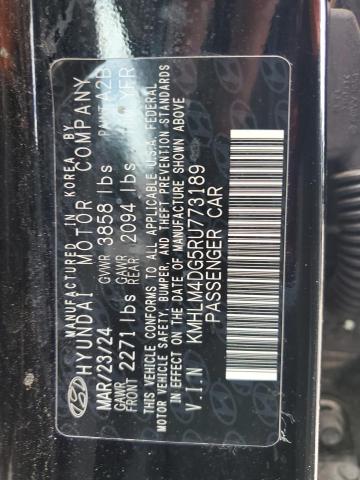 MANUFACTURED IN KOREA BY
HYUNDAI MOTOR COMPANY
MAR/23/24 GVWR 3858 lbs PAINT A2B
GAWR FRONT 2271 lbs GAWR REAR 2094 lbs
THIS VEHICLE CONFORMS TO ALL APPLICABLE U.S.A. FEDERAL
MOTOR VEHICLE SAFETY, BUMPER, AND THEFT PREVENTION STANDARDS
IN EFFECT ON THE DATE OF MANUFACTURE SHOWN ABOVE.
V.I.N KMHLM4DG5RU773189
PASSENGER CAR